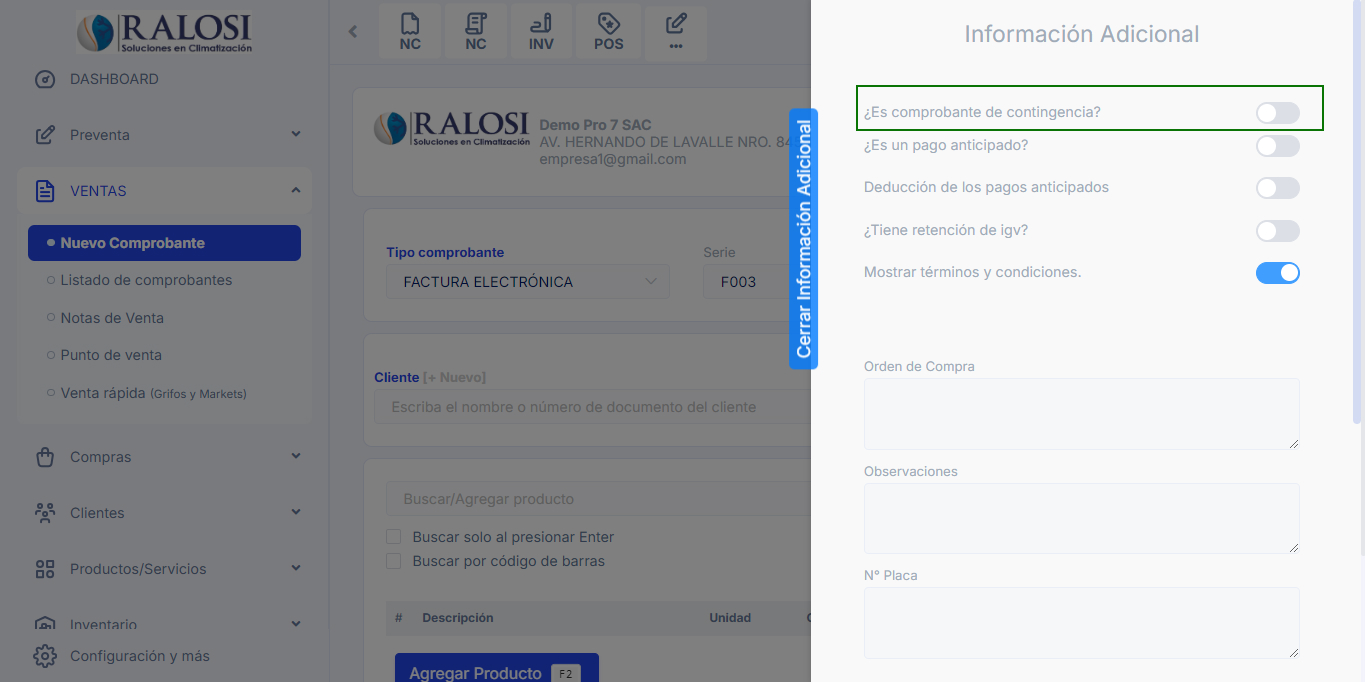 RALOSI
Soluciones en Climatización
DASHBOARD
Preventa
VENTAS
Nuevo Comprobante
Listado de comprobantes
Notas de Venta
Punto de venta
Venta rápida (Grifos y Markets)
Compras
Clientes
Productos/Servicios
Inventario
Configuración y más
NC
NC
INV
POS
RALOSI
Soluciones en Climatización
Demo Pro 7 SAC
AV. HERNANDO DE LAVALLE NRO.
empresa1@gmail.com
Tipo comprobante
Serie
FACTURA ELECTRÓNICA
F003
Cliente [+ Nuevo]
Escriba el nombre o número de documento del cliente
Buscar/Agregar producto
Buscar solo al presionar Enter
Buscar por código de barras
# Descripción Unidad
Agregar Producto F2
Cerrar Información Adicional
Información Adicional
¿Es comprobante de contingencia?
¿Es un pago anticipado?
Deducción de los pagos anticipados
¿Tiene retención de igv?
Mostrar términos y condiciones.
Orden de Compra
Observaciones
N° Placa